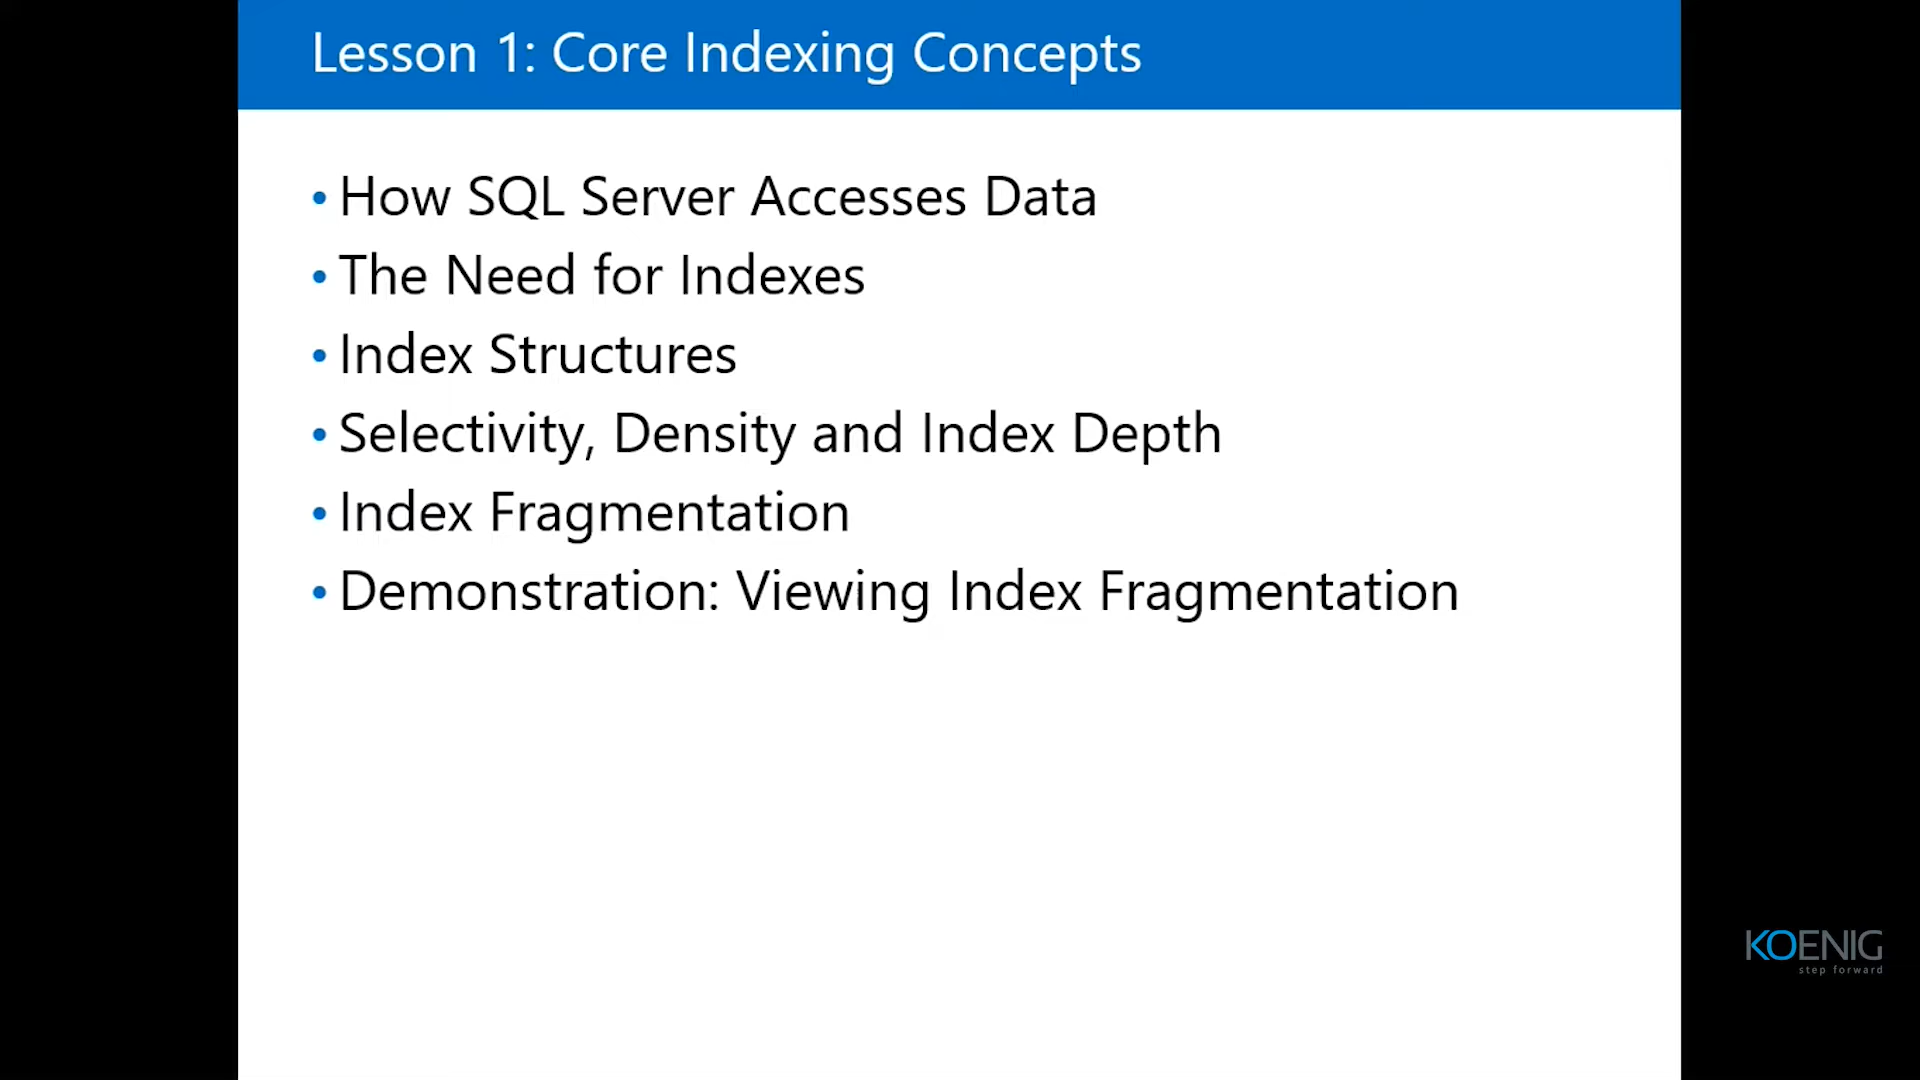 Lesson 1: Core Indexing Concepts
• How SQL Server Accesses Data
• The Need for Indexes
• Index Structures
• Selectivity, Density and Index Depth
• Index Fragmentation
• Demonstration: Viewing Index Fragmentation
KOENIG
step forward